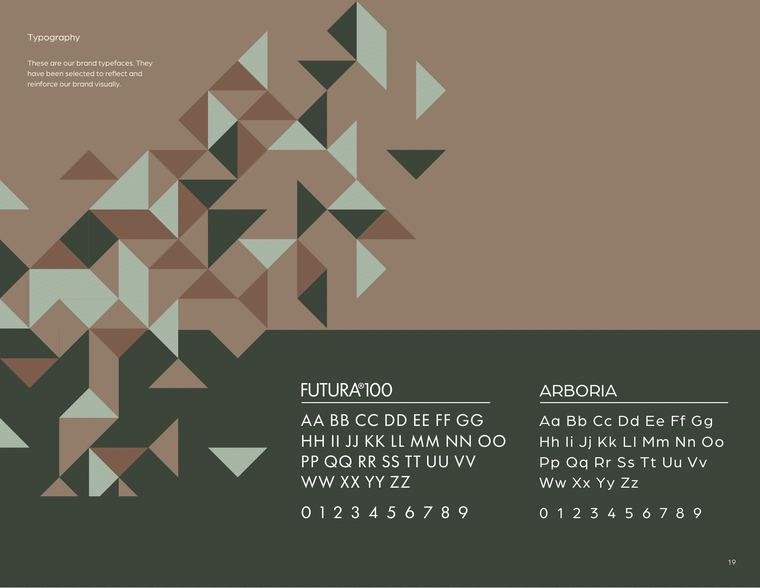 Typography
These are our brand typefaces. They
have been selected to reflect and
reinforce our brand visually.
FUTURA®100
AA BB CC DD EE FF GG
HH II JJ KK LL MM NN OO
PP QQ RR SS TT UU VV
WW XX YY ZZ
0 1 2 3 4 5 6 7 8 9
ARBORIA
Aa Bb Cc Dd Ee Ff Gg
Hh Ii Jj Kk Ll Mm Nn Oo
Pp Qq Rr Ss Tt Uu Vv
Ww Xx Yy Zz
0 1 2 3 4 5 6 7 8 9
19